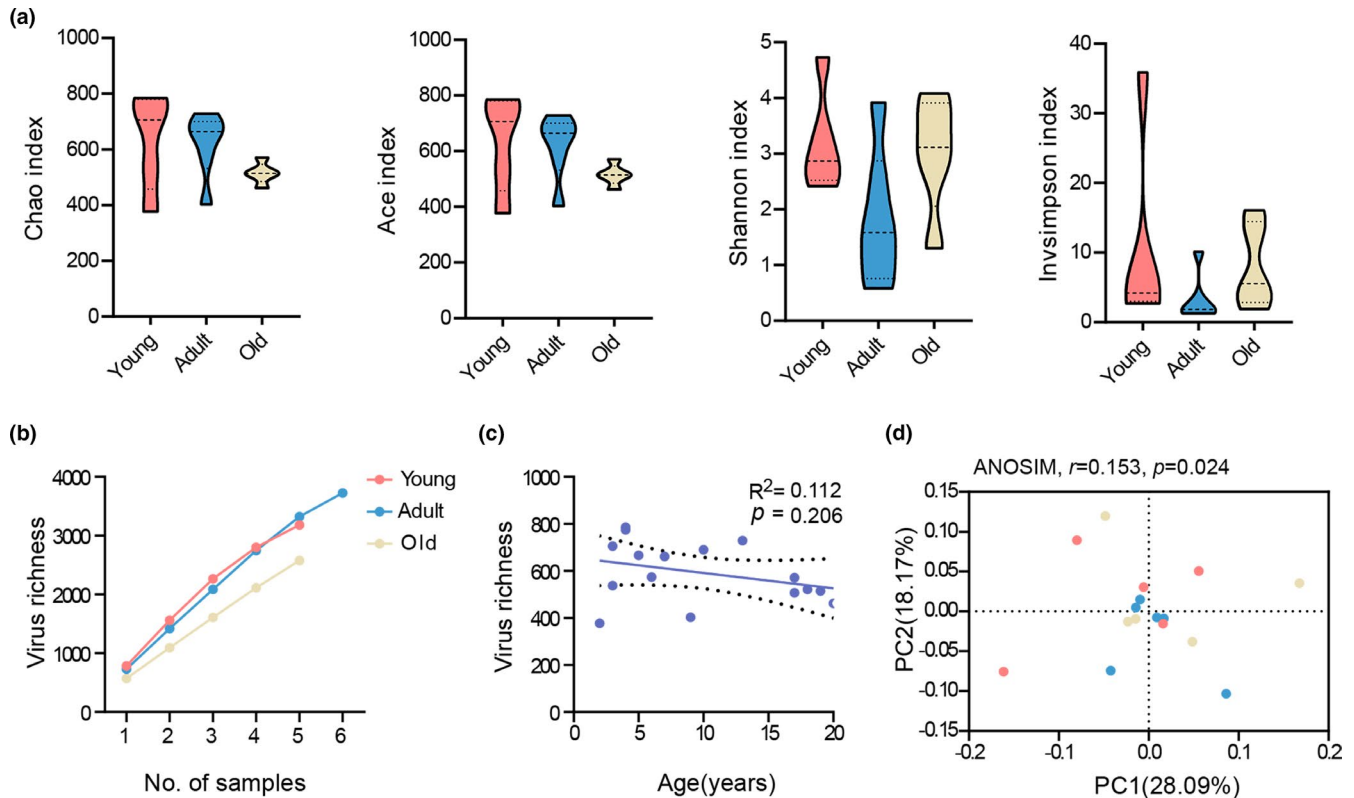 (a)
Chao index
1000
800
600
400
200
0
Young
Adult
Old
Ace index
1000
800
600
400
200
0
Young
Adult
Old
Shannon index
5
4
3
2
1
0
Young
Adult
Old
Invsimpson index
40
30
20
10
0
Young
Adult
Old
(b)
Virus richness
4000
3000
2000
1000
0
1 2 3 4 5 6
No. of samples
Young
Adult
Old
(c)
Virus richness
1000
800
600
400
200
0
R²= 0.112
p = 0.206
0 5 10 15 20
Age(years)
(d)
ANOSIM, r=0.153, p=0.024
PC2(18.17%)
0.15
0.10
0.05
0.00
-0.05
-0.10
-0.15
-0.2 -0.1 0.0 0.1 0.2
PC1(28.09%)